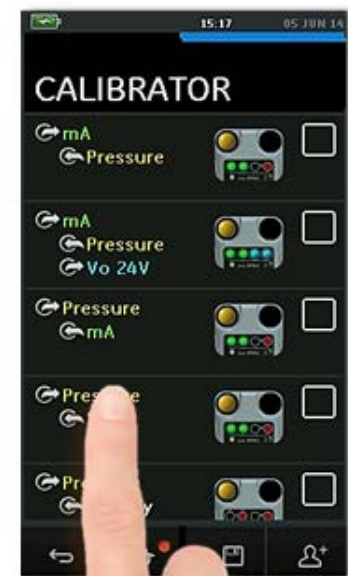 15:17 05 JUN 14
CALIBRATOR
mA
Pressure
mA
Pressure
Vo 24V
Pressure
mA